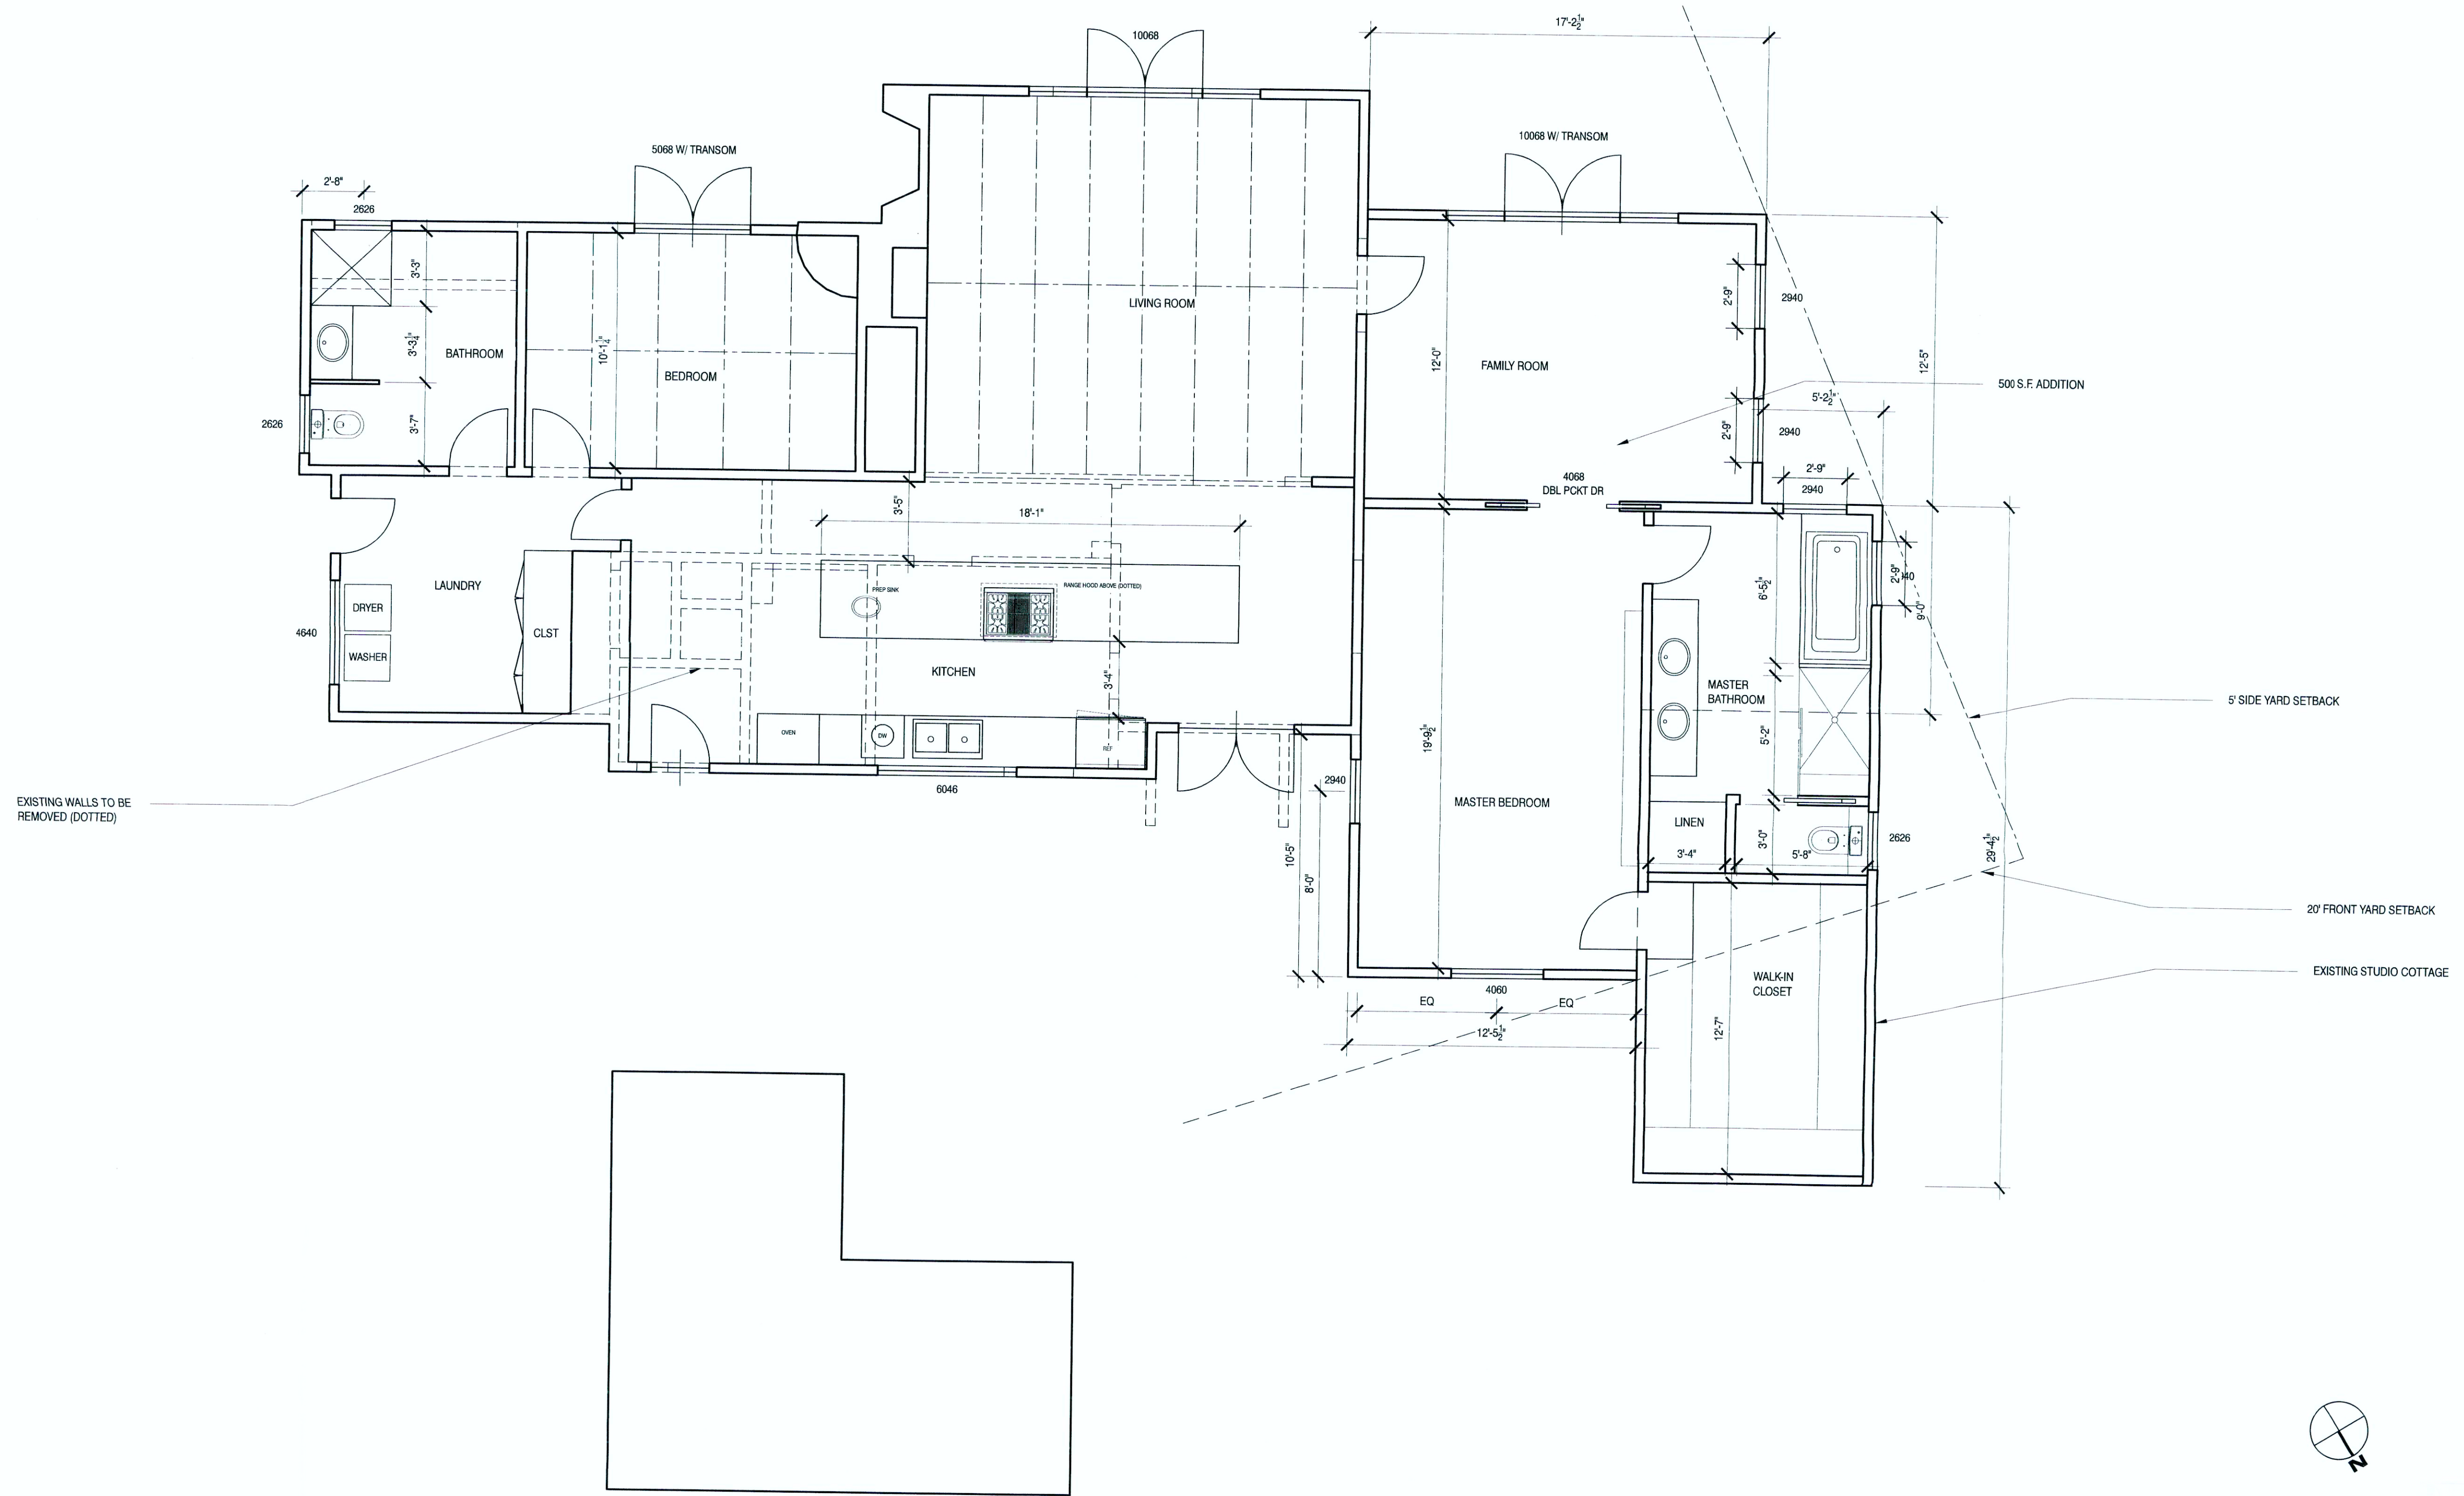 17'-2½"
10068
10068 W/ TRANSOM
5068 W/ TRANSOM
2'-8"
2626
3'-3"
3'-3¼"
BATHROOM
3'-7"
2626
10'-1¼"
BEDROOM
LIVING ROOM
12'-0"
FAMILY ROOM
2'-9"
2940
2'-9"
2940
12'-5"
5'-2½"
500 S.F. ADDITION
4068
DBL PCKT DR
2'-9"
2940
3'-5"
18'-1"
LAUNDRY
DRYER
WASHER
CLST
4640
PREP SINK
RANGE HOOD ABOVE (DOTTED)
KITCHEN
3'-4"
OVEN
DW
REF
6046
EXISTING WALLS TO BE
REMOVED (DOTTED)
2940
10'-5"
8'-0"
19'-9½"
MASTER BEDROOM
6'-5½"
2'-9"
40
9'-0"
MASTER
BATHROOM
5'-2"
5' SIDE YARD SETBACK
LINEN
3'-4"
3'-0"
5'-8"
2626
29'-4½"
20' FRONT YARD SETBACK
EXISTING STUDIO COTTAGE
WALK-IN
CLOSET
12'-7"
4060
EQ
EQ
12'-5½"
N